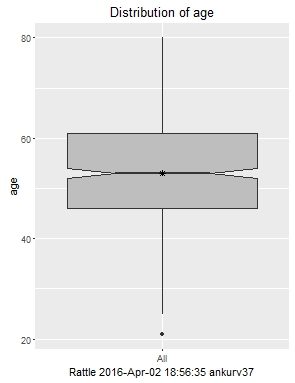 Distribution of age
80
60
40
20
age
All
Rattle 2016-Apr-02 18:56:35 ankurv37